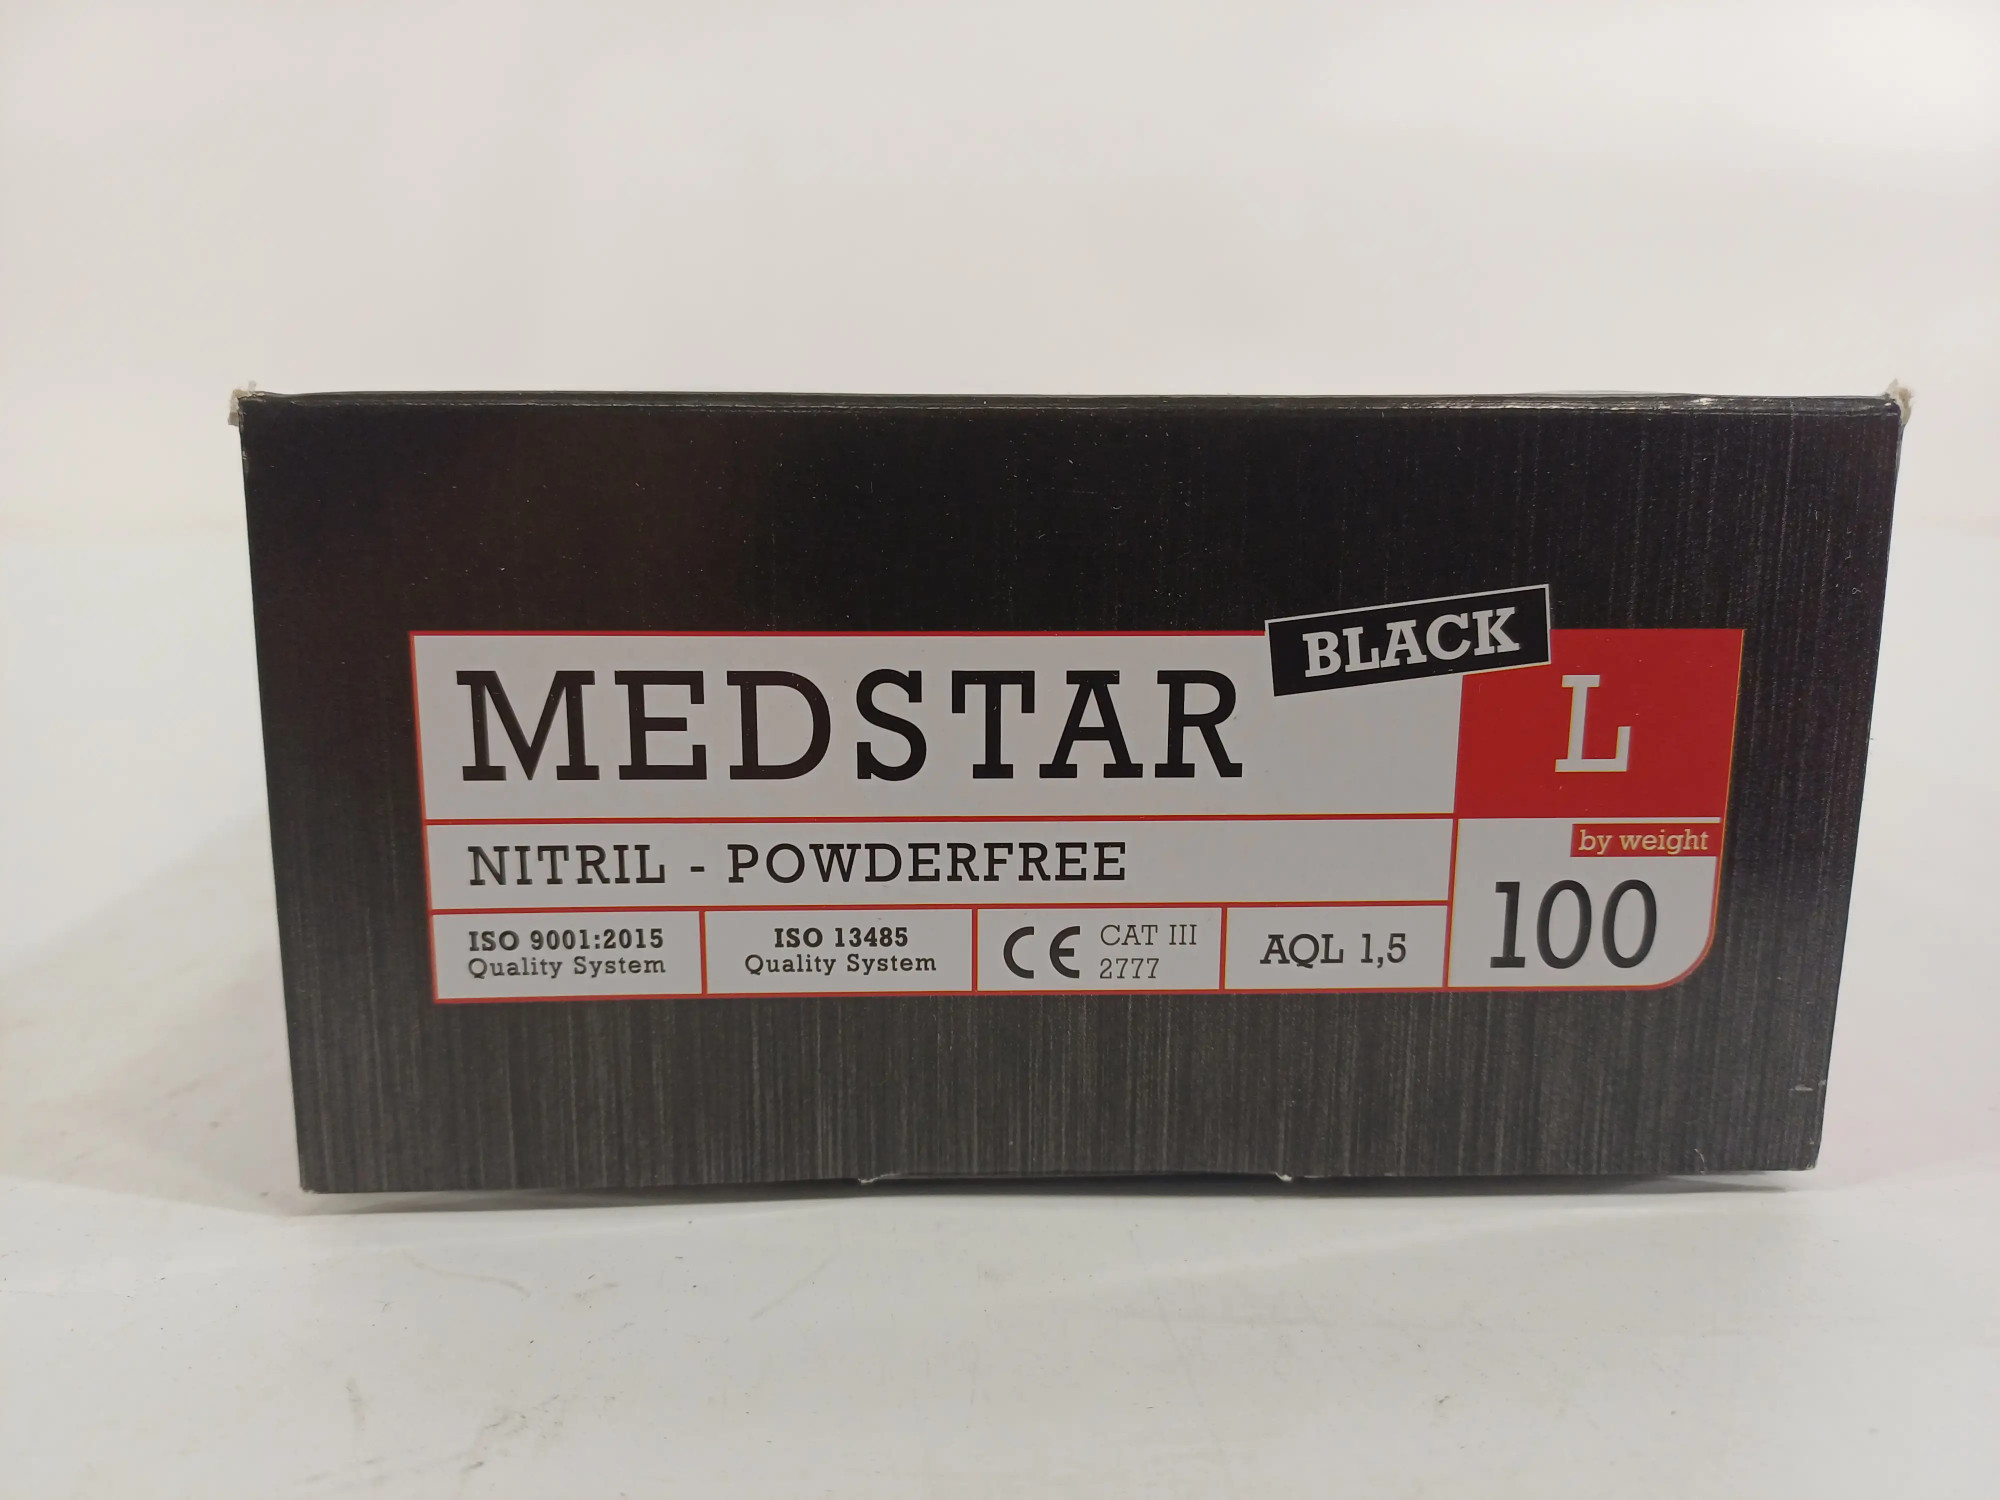 BLACK
MEDSTAR
L
NITRIL - POWDERFREE
by weight
100
ISO 9001:2015
Quality System
ISO 13485
Quality System
CE CAT III
2777
AQL 1,5